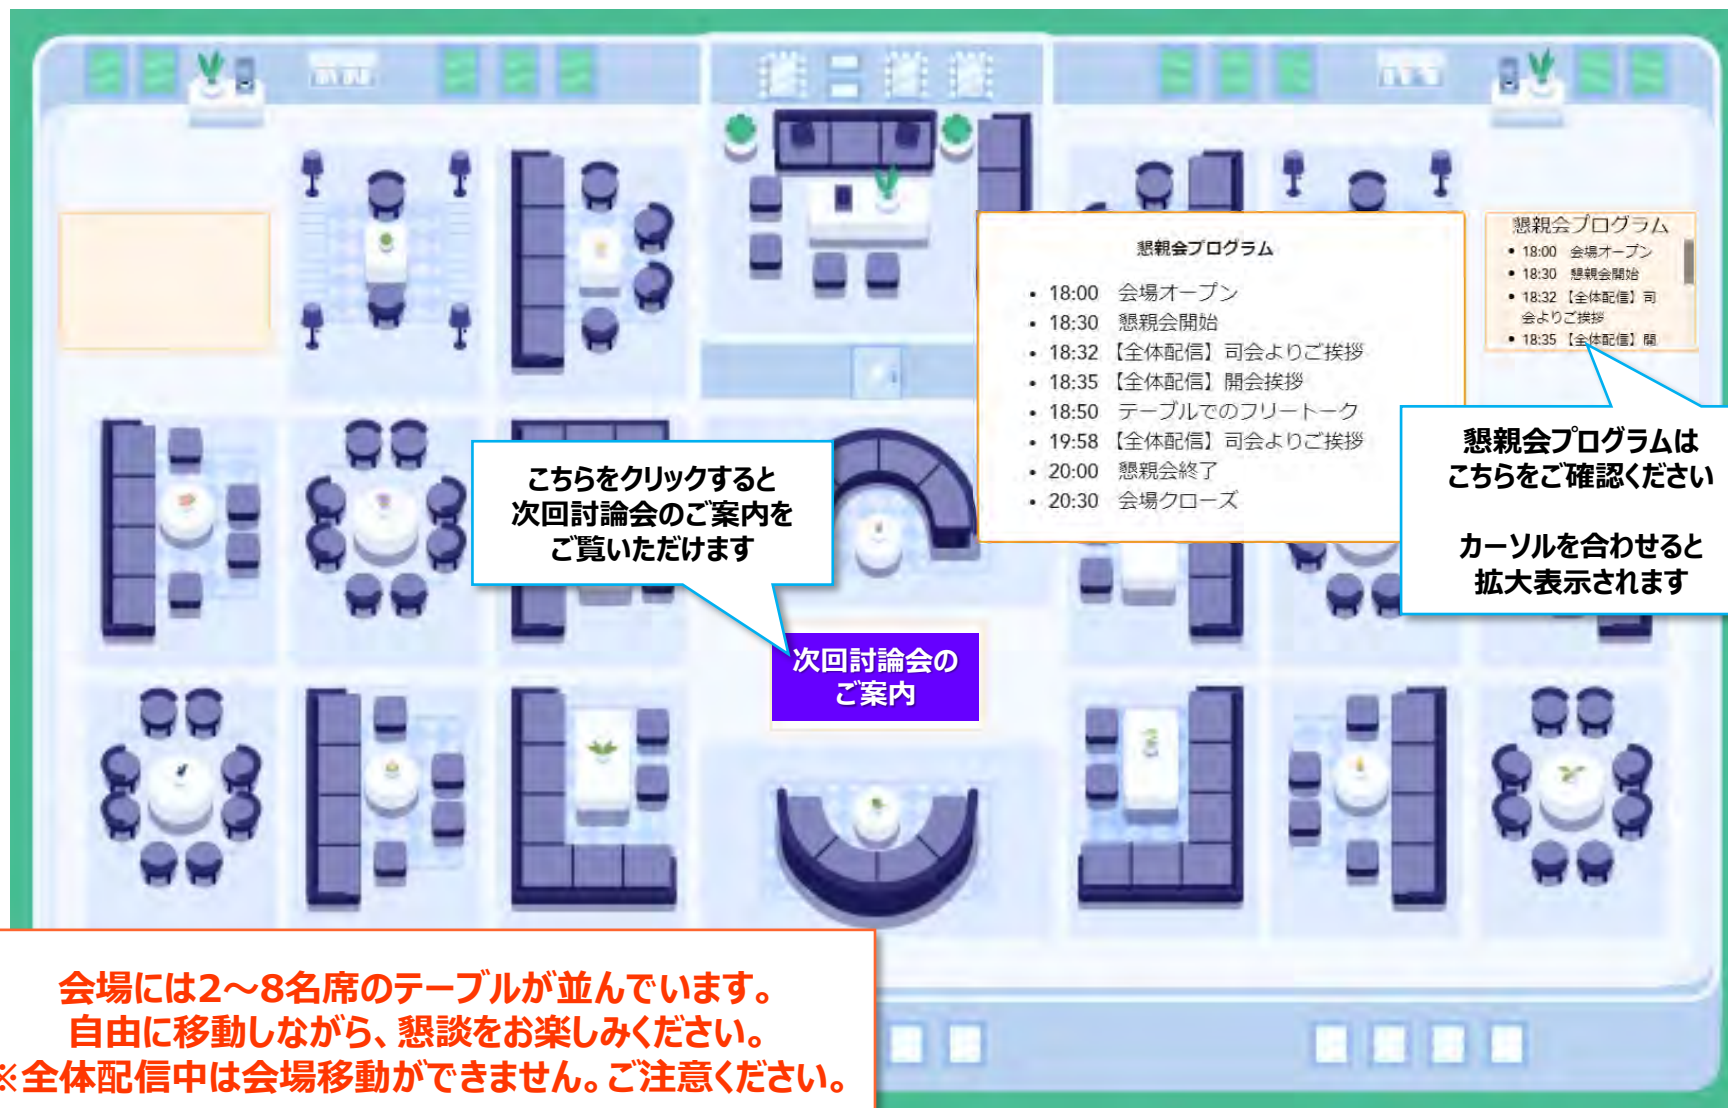 懇親会プログラム
• 18:00 会場オープン
• 18:30 懇親会開始
• 18:32 【全体配信】司会よりご挨拶
• 18:35 【全体配信】開会挨拶
• 18:50 テーブルでのフリートーク
• 19:58 【全体配信】司会よりご挨拶
• 20:00 懇親会終了
• 20:30 会場クローズ
懇親会プログラム
• 18:00 会場オープン
• 18:30 懇親会開始
• 18:32 【全体配信】司
会よりご挨拶
• 18:35 【全体配信】開
懇親会プログラムは
こちらをご確認ください
カーソルを合わせると
拡大表示されます
こちらをクリックすると
次回討論会のご案内を
ご覧いただけます
次回討論会の
ご案内
会場には2～8名席のテーブルが並んでいます。
自由に移動しながら、懇談をお楽しみください。
※全体配信中は会場移動ができません。ご注意ください。